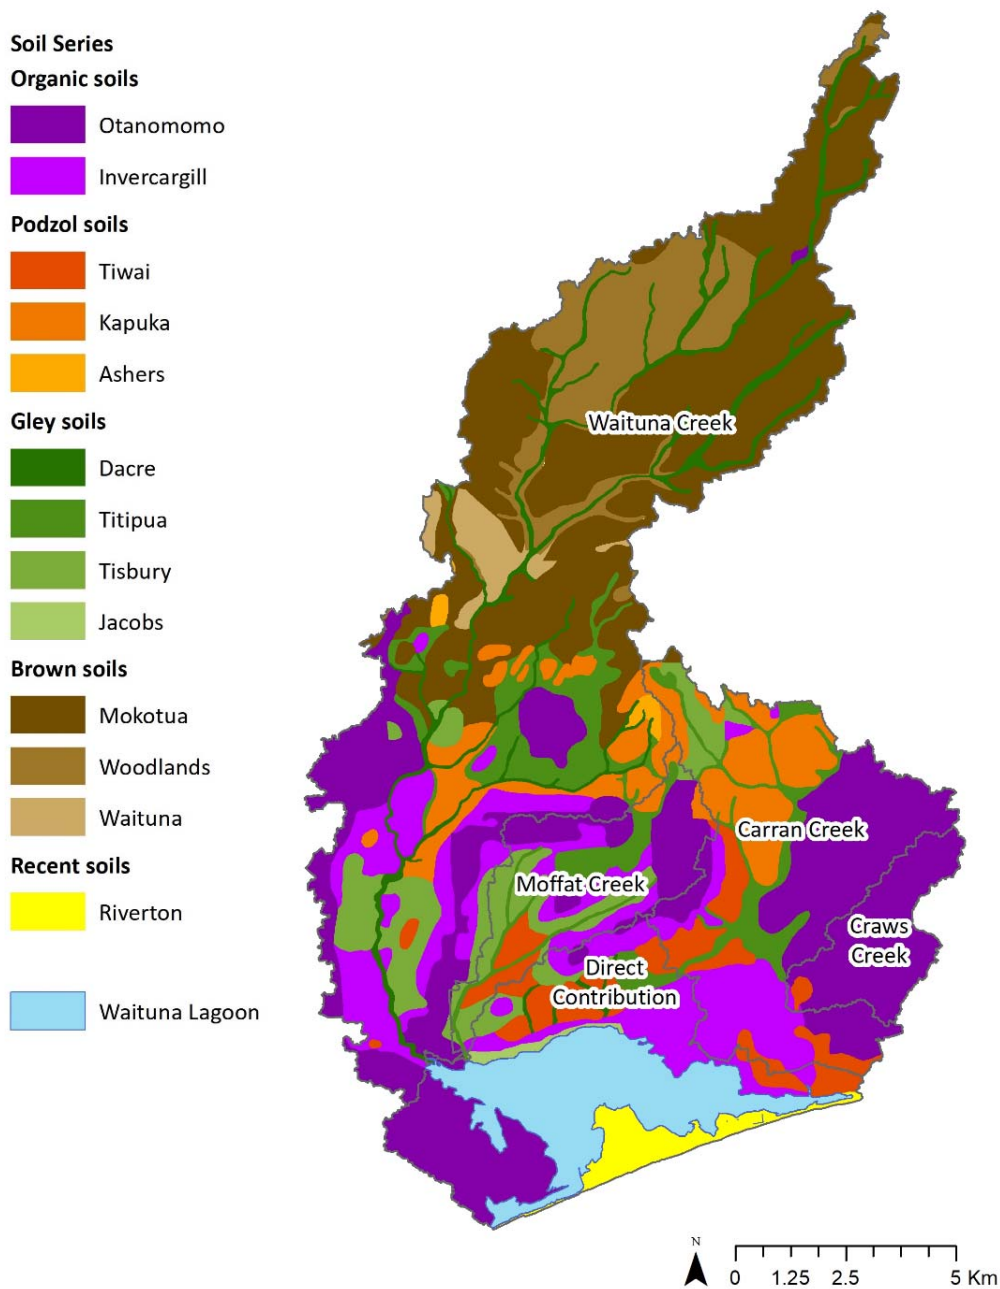 Soil Series
Organic soils
Otanomomo
Invercargill
Podzol soils
Tiwai
Kapuka
Ashers
Gley soils
Dacre
Titipua
Tisbury
Jacobs
Brown soils
Mokotua
Woodlands
Waituna
Recent soils
Riverton
Waituna Lagoon
Waituna Creek
Carran Creek
Moffat Creek
Craws
Creek
Direct
Contribution
N
0 1.25 2.5 5 Km